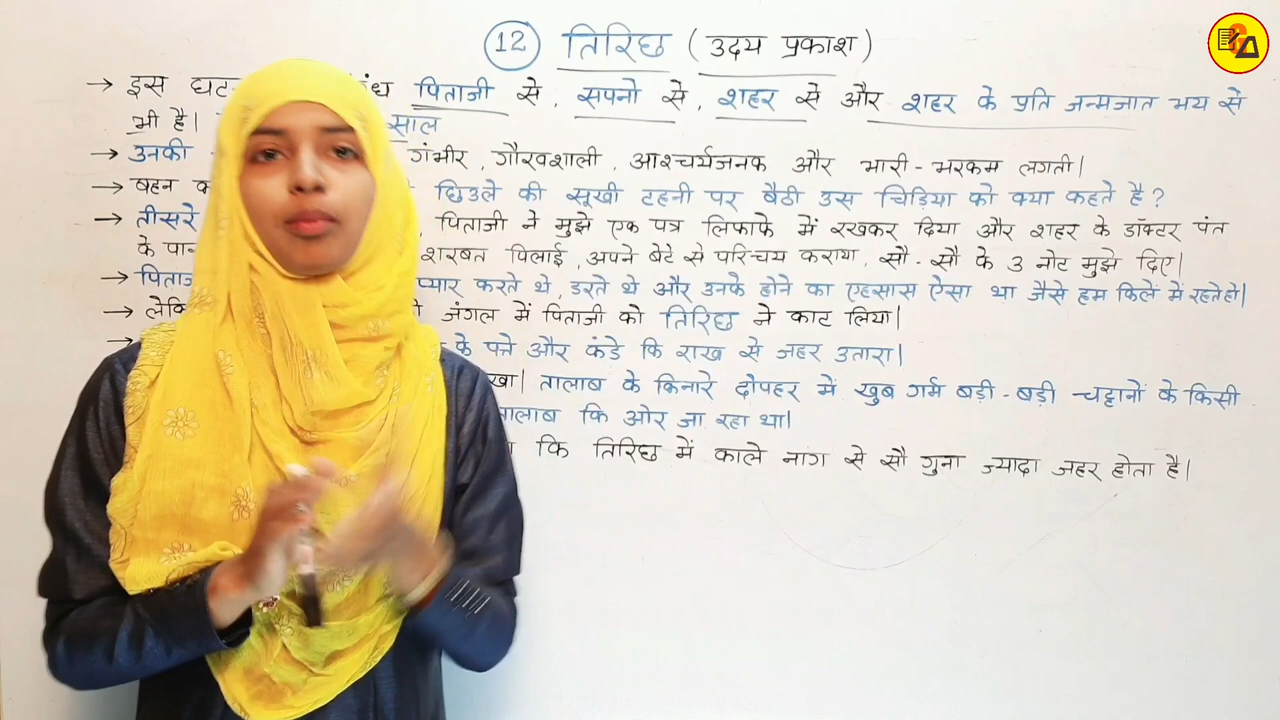 12 तिरिछ (उदय प्रकाश)
→ इस पिताजी से, सपनो से, शहर से और शहर के प्रति जन्मजात भय से
भी है। साल
→ उनकी गंभीर, गौरवशाली, आश्चर्यजनक और भारी-भरकम लगती।
→ बहन छिउले की सूखी टहनी पर बैठी उस चिड़िया को क्या कहते है?
→ तीसरे पिताजी ने मुझे एक पत्र लिफाफे में रखकर दिया और शहर के डॉक्टर पंत
के शरबत पिलाई, अपने बेटे से परिचय कराया, सौ-सौ के 3 नोट मुझे दिए।
→ प्यार करते थे, डरते थे और उनके होने का एहसास ऐसा था जैसे हम किलें में रहते हो।
→ जंगल में पिताजी को तिरिछ ने काट लिया।
→ के पत्ते और कंडे कि राख से जहर उतारा।
तालाब के किनारे दोपहर में खुब गर्म बड़ी-बड़ी चट्टानों के किसी
कि ओर जा रहा था।
कि तिरिछ में काले नाग से सौ गुना ज्यादा जहर होता है।